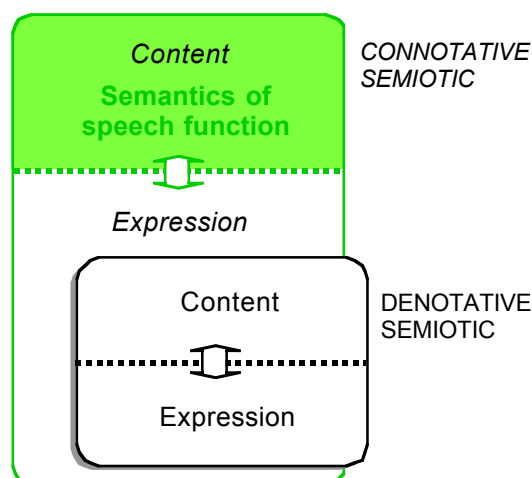 Content
CONNOTATIVE
SEMIOTIC
Semantics of
speech function
Expression
Content
DENOTATIVE
SEMIOTIC
Expression